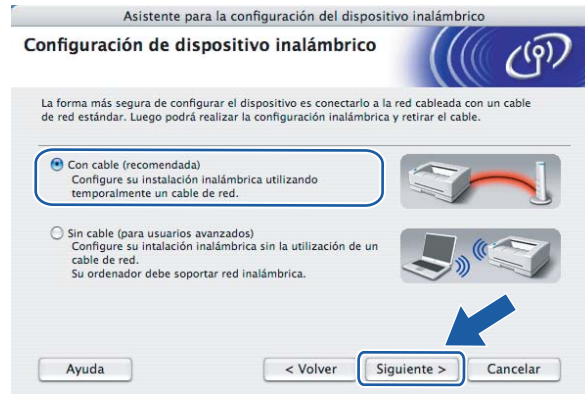 Asistente para la configuración del dispositivo inalámbrico
Configuración de dispositivo inalámbrico
La forma más segura de configurar el dispositivo es conectarlo a la red cableada con un cable
de red estándar. Luego podrá realizar la configuración inalámbrica y retirar el cable.
Con cable (recomendada)
Configure su instalación inalámbrica utilizando
temporalmente un cable de red.
Sin cable (para usuarios avanzados)
Configure su intalación inalámbrica sin la utilización de un
cable de red.
Su ordenador debe soportar red inalámbrica.
Ayuda
< Volver
Siguiente >
Cancelar